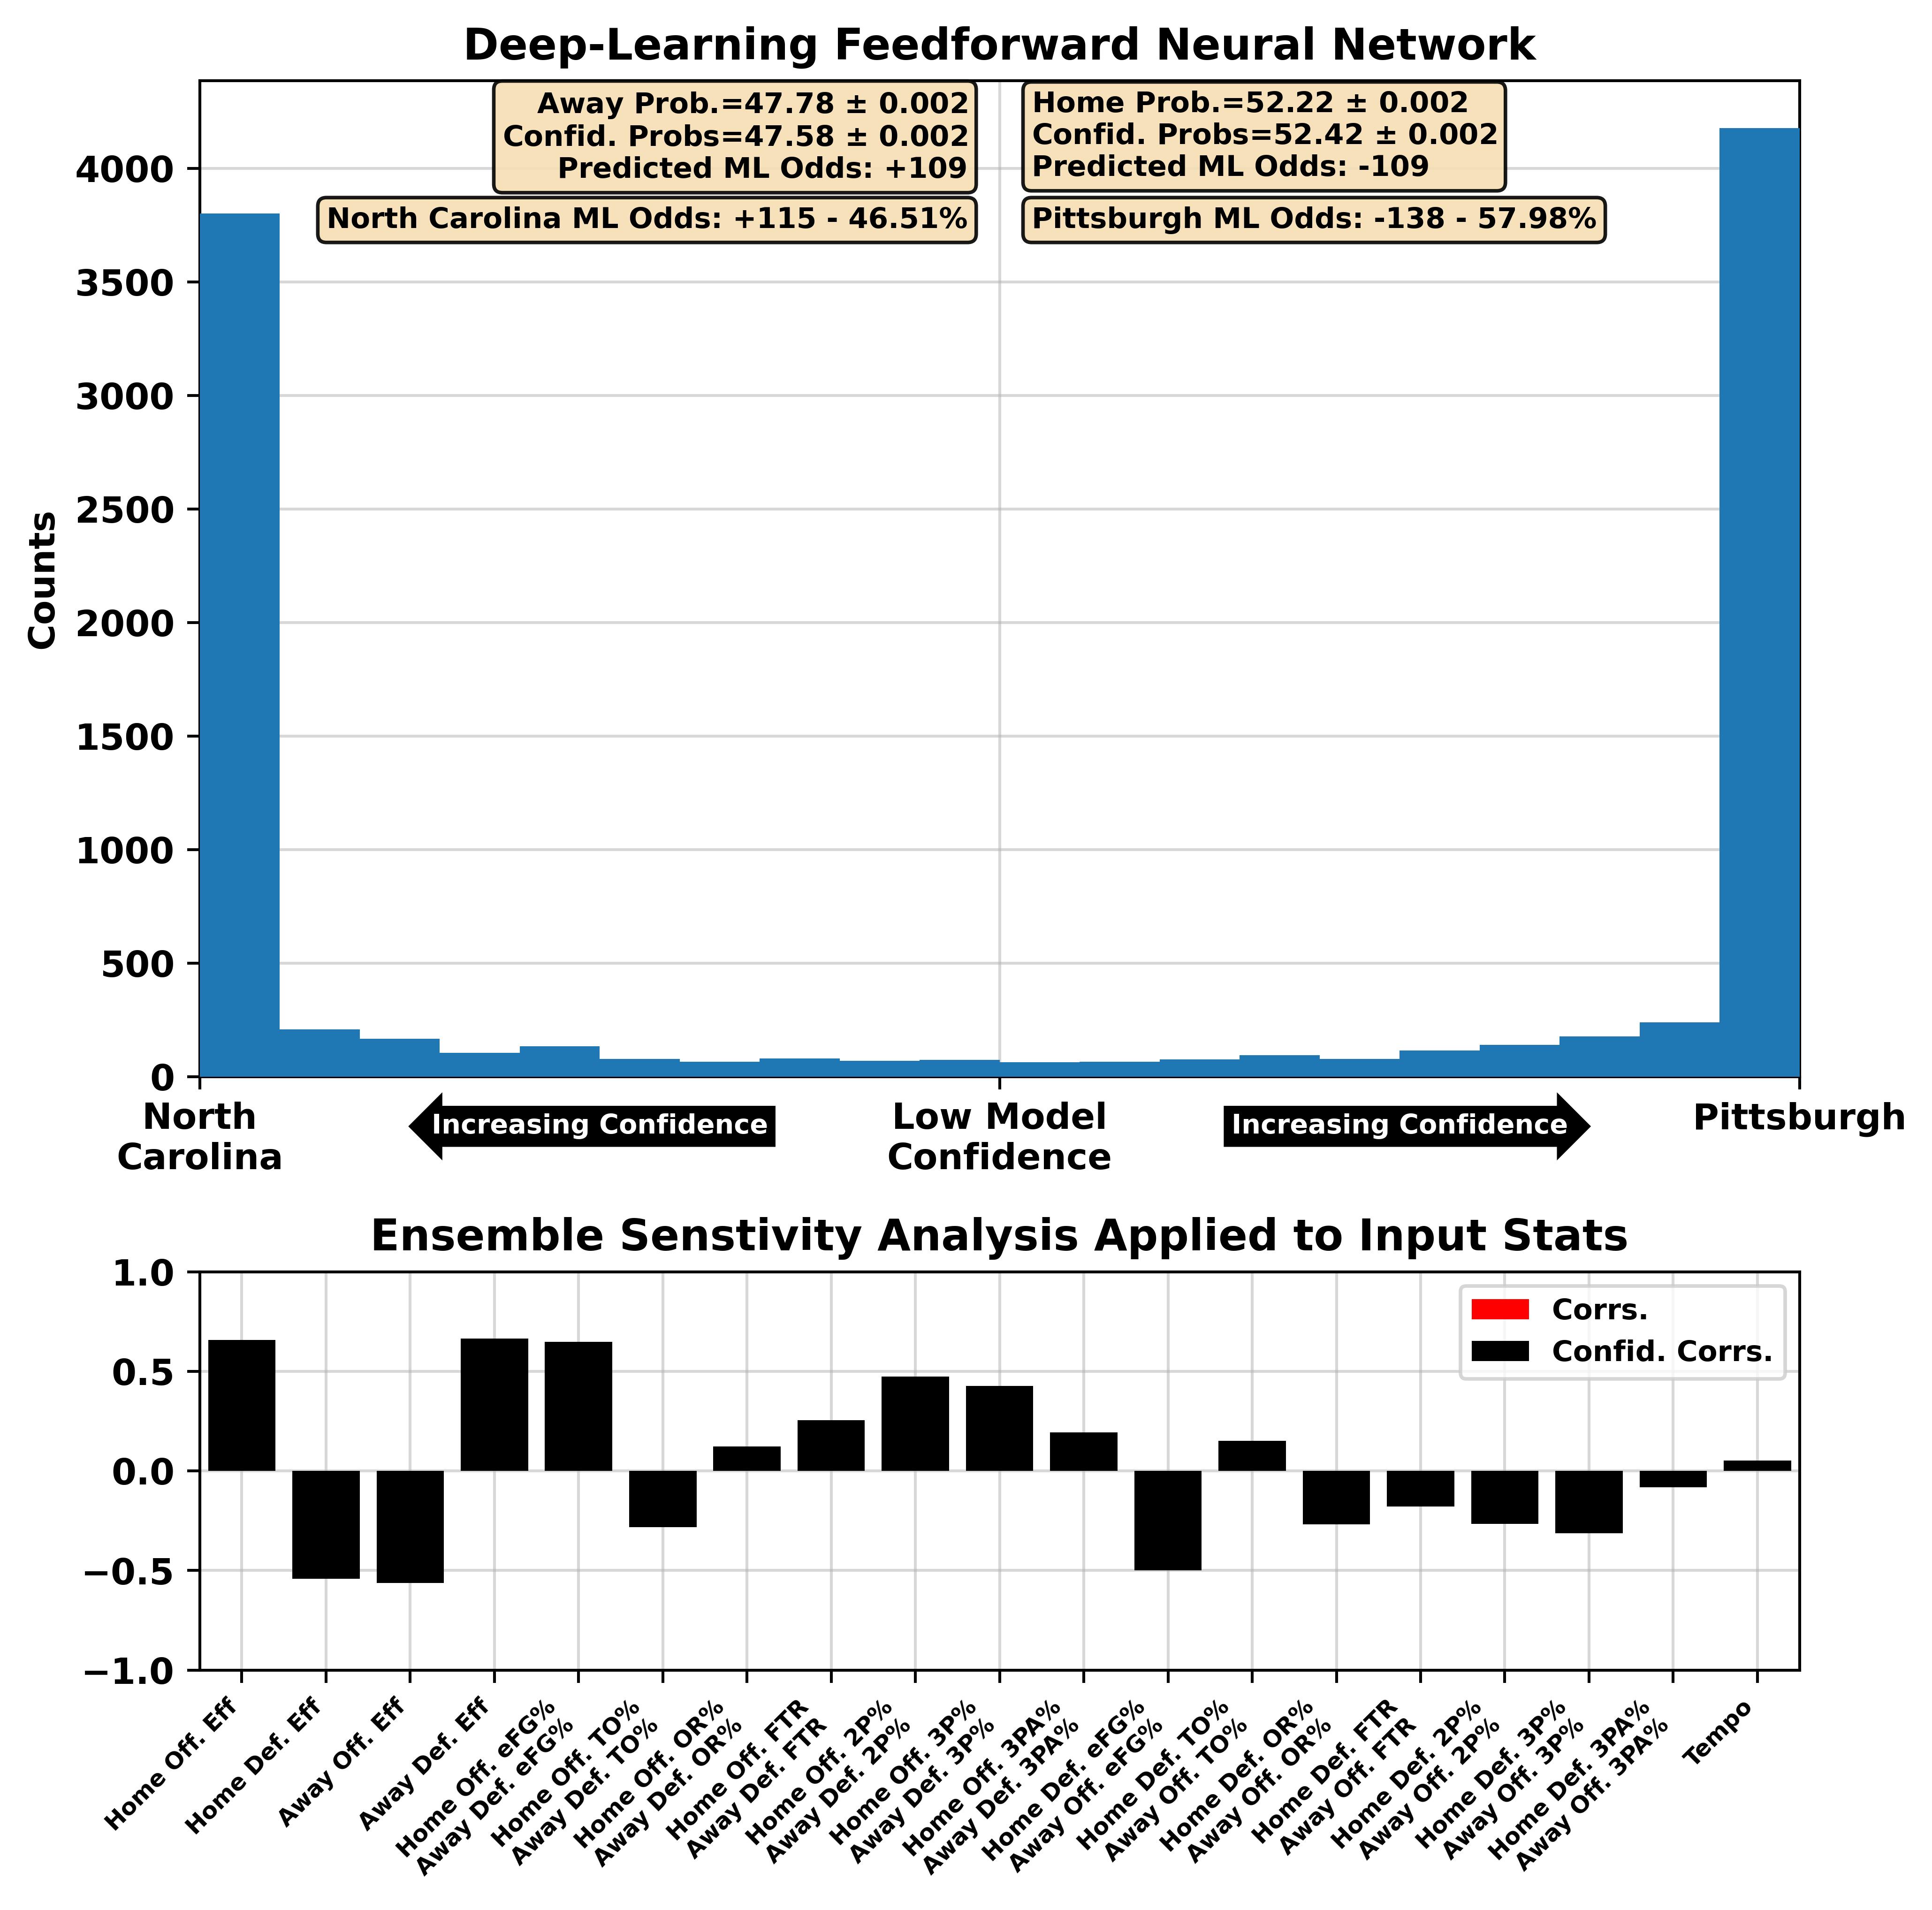 Deep-Learning Feedforward Neural Network
Away Prob.=47.78 ± 0.002
Confid. Probs=47.58 ± 0.002
Predicted ML Odds: +109
North Carolina ML Odds: +115 - 46.51%
Home Prob.=52.22 ± 0.002
Confid. Probs=52.42 ± 0.002
Predicted ML Odds: -109
Pittsburgh ML Odds: -138 - 57.98%
Counts
4000
3500
3000
2500
2000
1500
1000
500
0
North
Carolina
Increasing Confidence
Low Model
Confidence
Increasing Confidence
Pittsburgh
Ensemble Senstivity Analysis Applied to Input Stats
1.0
0.5
0.0
−0.5
−1.0
Corrs.
Confid. Corrs.
Home Off. Eff
Home Def. Eff
Away Off. Eff
Away Def. Eff
Home Off. eFG%
Away Def. eFG%
Home Off. TO%
Away Def. TO%
Home Off. OR%
Away Def. OR%
Home Off. FTR
Away Def. FTR
Home Off. 2P%
Away Def. 2P%
Home Off. 3P%
Away Def. 3P%
Home Off. 3PA%
Away Def. 3PA%
Home Def. eFG%
Away Off. eFG%
Home Def. TO%
Away Off. TO%
Home Def. OR%
Away Off. OR%
Home Def. FTR
Away Off. FTR
Home Def. 2P%
Away Off. 2P%
Home Def. 3P%
Away Off. 3P%
Home Def. 3PA%
Away Off. 3PA%
Tempo